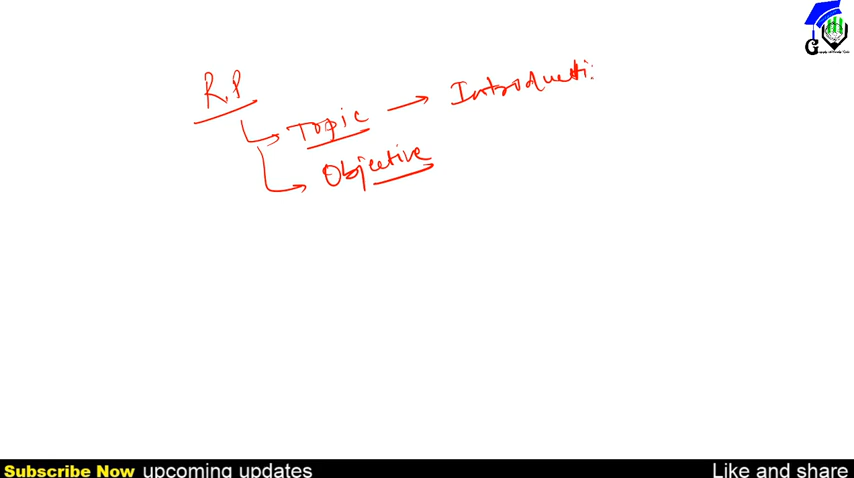 R.P
Topic → Introducti
Objective
Subscribe Now upcoming updates
Like and share